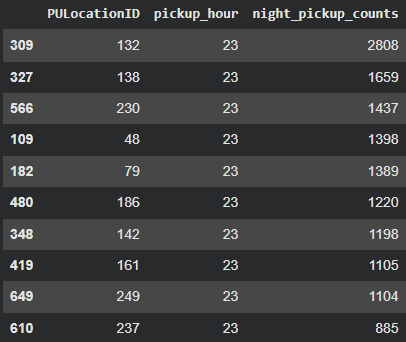 PULocationID pickup_hour night_pickup_counts
309 132 23 2808
327 138 23 1659
566 230 23 1437
109 48 23 1398
182 79 23 1389
480 186 23 1220
348 142 23 1198
419 161 23 1105
649 249 23 1104
610 237 23 885